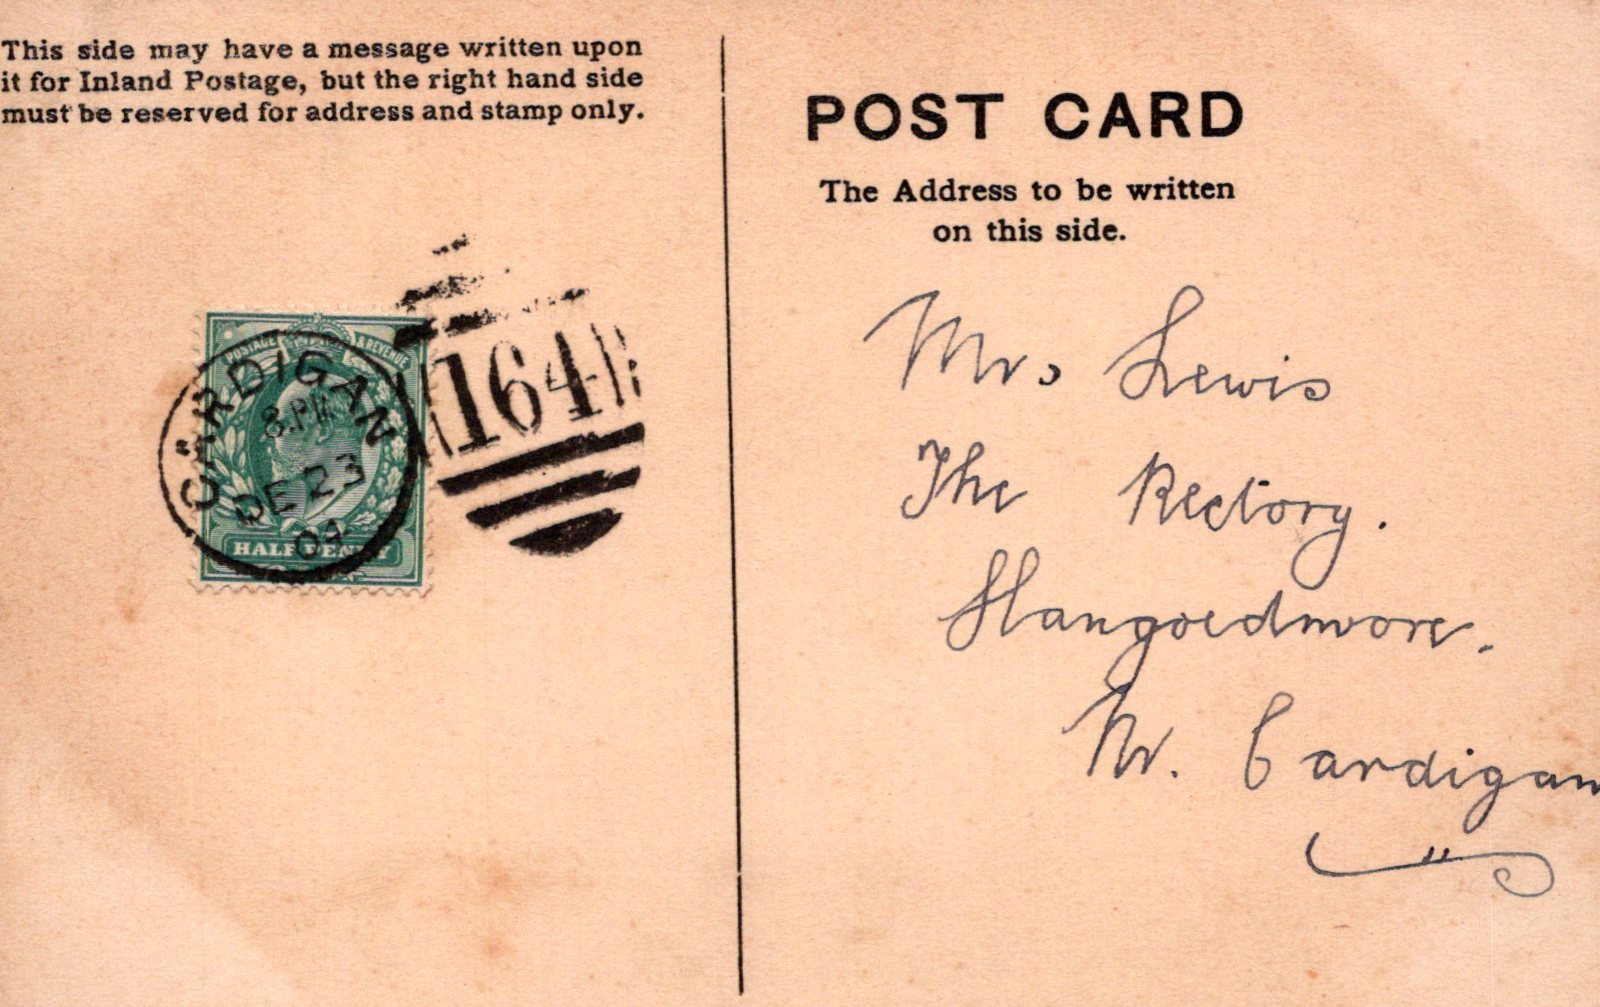 This side may have a message written upon
it for Inland Postage, but the right hand side
must be reserved for address and stamp only.
POST CARD
The Address to be written
on this side.
POSTAGE & REVENUE
HALF PENNY
CARDIGAN
8.PM
DE 23
04
164
Mrs Lewis
The Rectory.
Llangoedmore.
Nr. Cardigan